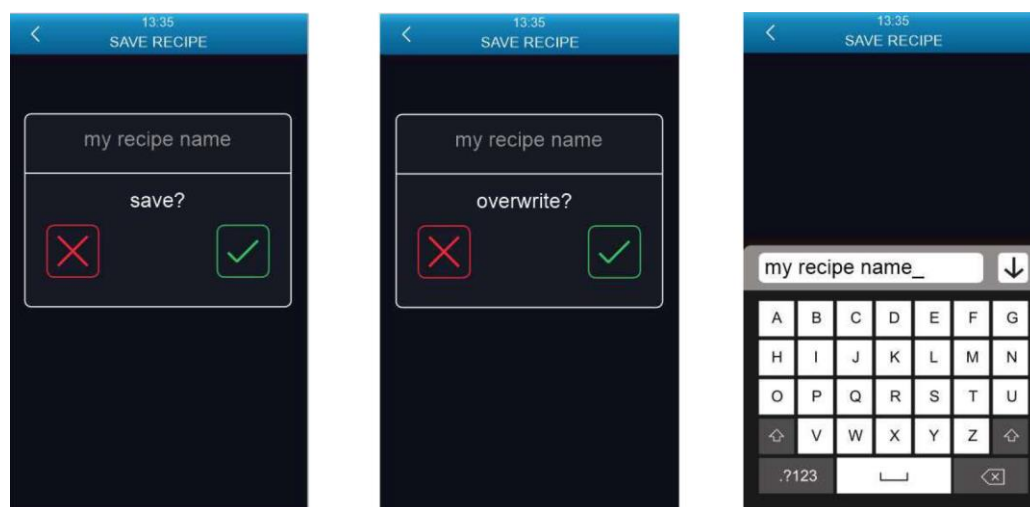 13:35
SAVE RECIPE
my recipe name
save?
13:35
SAVE RECIPE
my recipe name
overwrite?
13:35
SAVE RECIPE
my recipe name_
A B C D E F G
H I J K L M N
O P Q R S T U
V W X Y Z
.?123